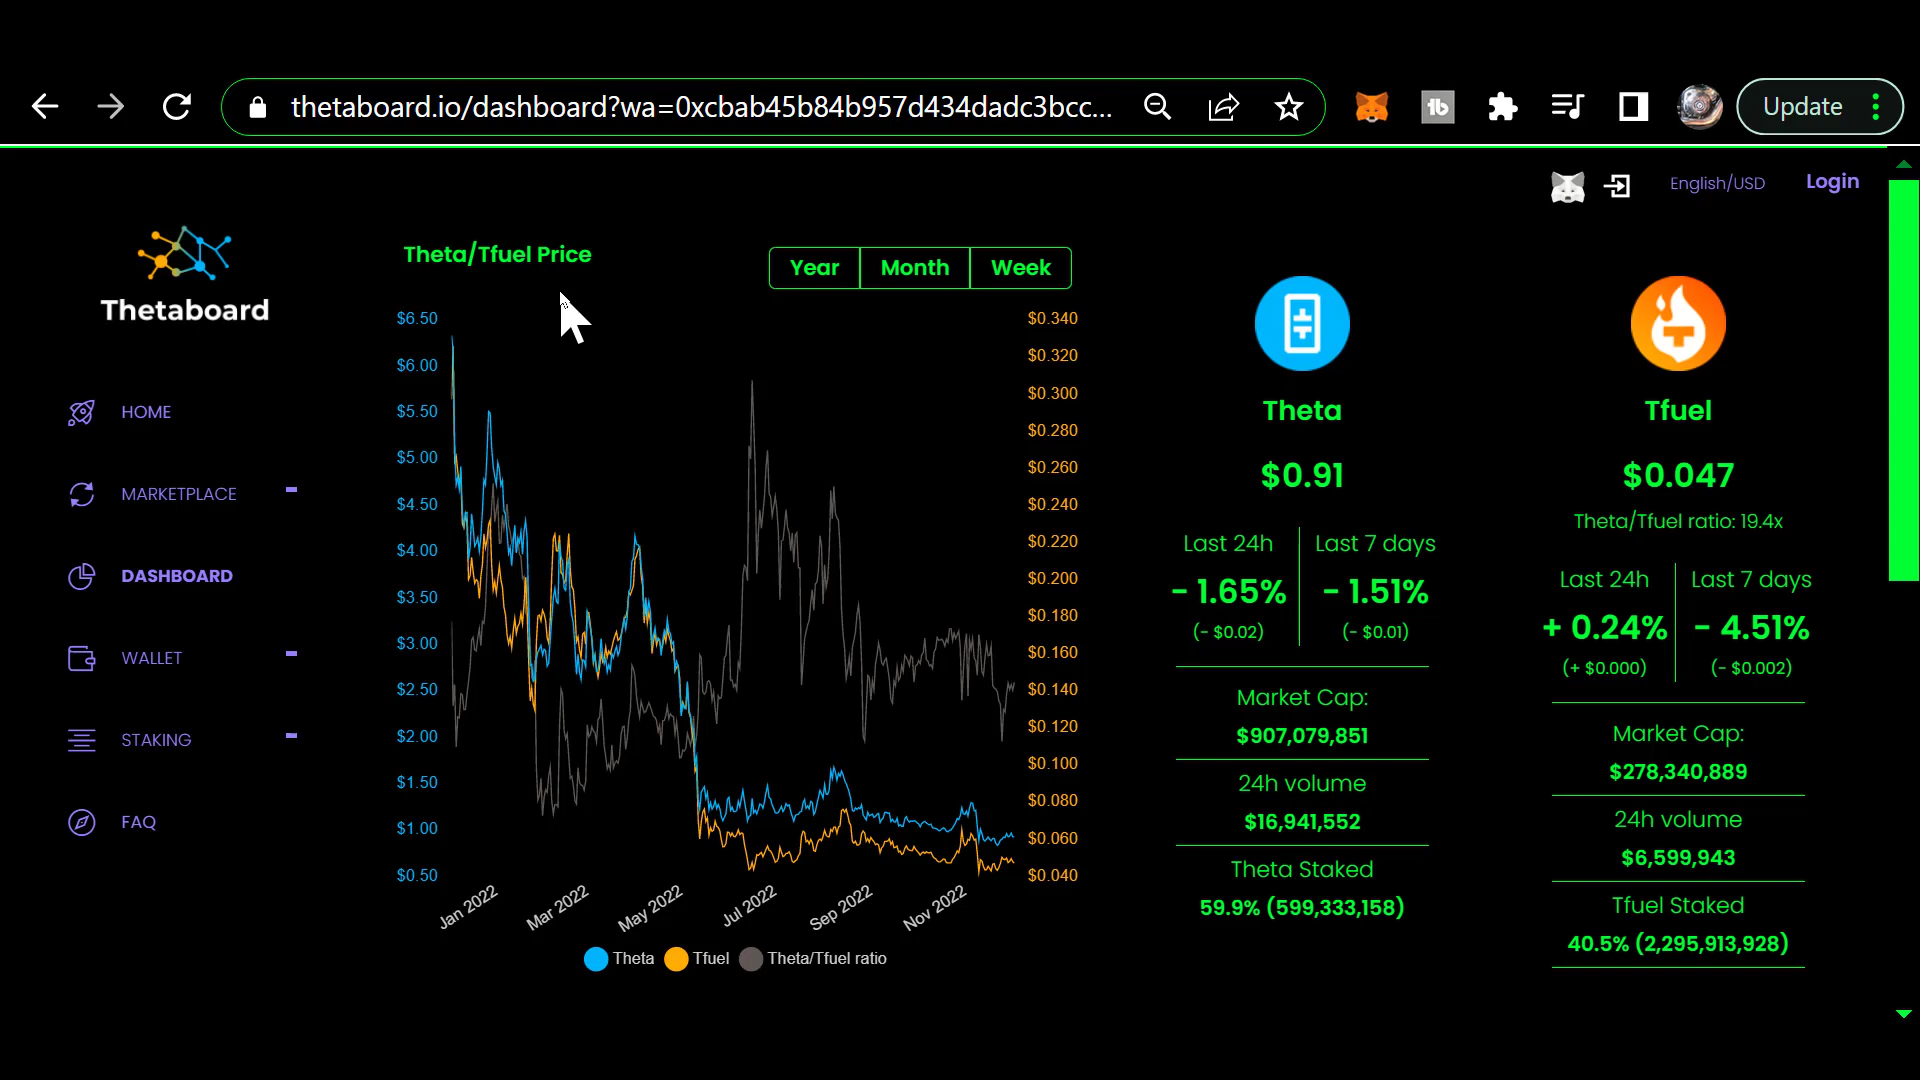 thetaboard.io/dashboard?wa=0xcbab45b84b957d434dadc3bcc...
Update
English/USD
Login
Thetaboard
HOME
MARKETPLACE
DASHBOARD
WALLET
STAKING
FAQ
Theta/Tfuel Price
Year Month Week
$6.50
$6.00
$5.50
$5.00
$4.50
$4.00
$3.50
$3.00
$2.50
$2.00
$1.50
$1.00
$0.50
$0.340
$0.320
$0.300
$0.280
$0.260
$0.240
$0.220
$0.200
$0.180
$0.160
$0.140
$0.120
$0.100
$0.080
$0.060
$0.040
Jan 2022 Mar 2022 May 2022 Jul 2022 Sep 2022 Nov 2022
Theta Tfuel Theta/Tfuel ratio
Theta
$0.91
Last 24h Last 7 days
- 1.65% - 1.51%
(- $0.02) (- $0.01)
Market Cap:
$907,079,851
24h volume
$16,941,552
Theta Staked
59.9% (599,333,158)
Tfuel
$0.047
Theta/Tfuel ratio: 19.4x
Last 24h Last 7 days
+ 0.24% - 4.51%
(+ $0.000) (- $0.002)
Market Cap:
$278,340,889
24h volume
$6,599,943
Tfuel Staked
40.5% (2,295,913,928)